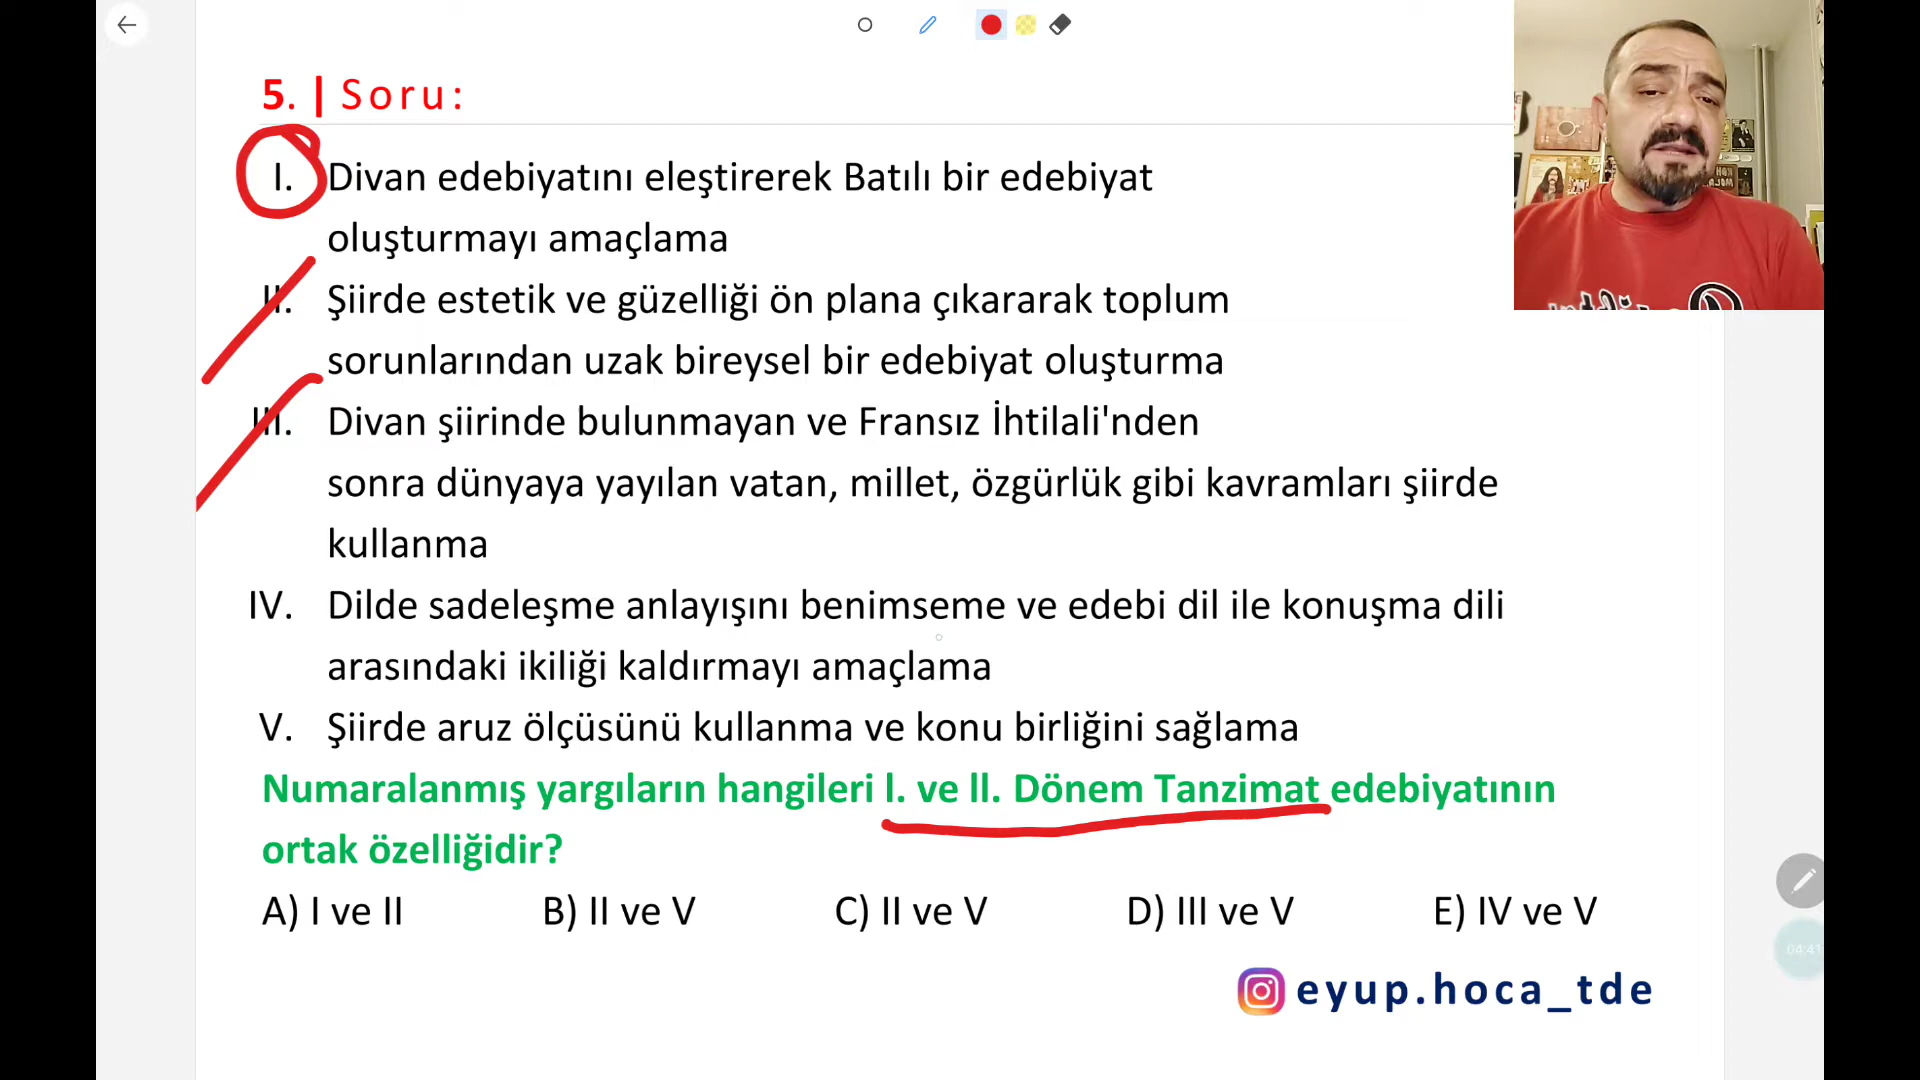 5. | Soru:
I. Divan edebiyatını eleştirerek Batılı bir edebiyat
oluşturmayı amaçlama
II. Şiirde estetik ve güzelliği ön plana çıkararak toplum
sorunlarından uzak bireysel bir edebiyat oluşturma
III. Divan şiirinde bulunmayan ve Fransız İhtilali'nden
sonra dünyaya yayılan vatan, millet, özgürlük gibi kavramları şiirde
kullanma
IV. Dilde sadeleşme anlayışını benimseme ve edebi dil ile konuşma dili
arasındaki ikiliği kaldırmayı amaçlama
V. Şiirde aruz ölçüsünü kullanma ve konu birliğini sağlama
Numaralanmış yargıların hangileri l. ve ll. Dönem Tanzimat edebiyatının
ortak özelliğidir?
A) I ve II B) II ve V C) II ve V D) III ve V E) IV ve V
eyup.hoca_tde
04:41